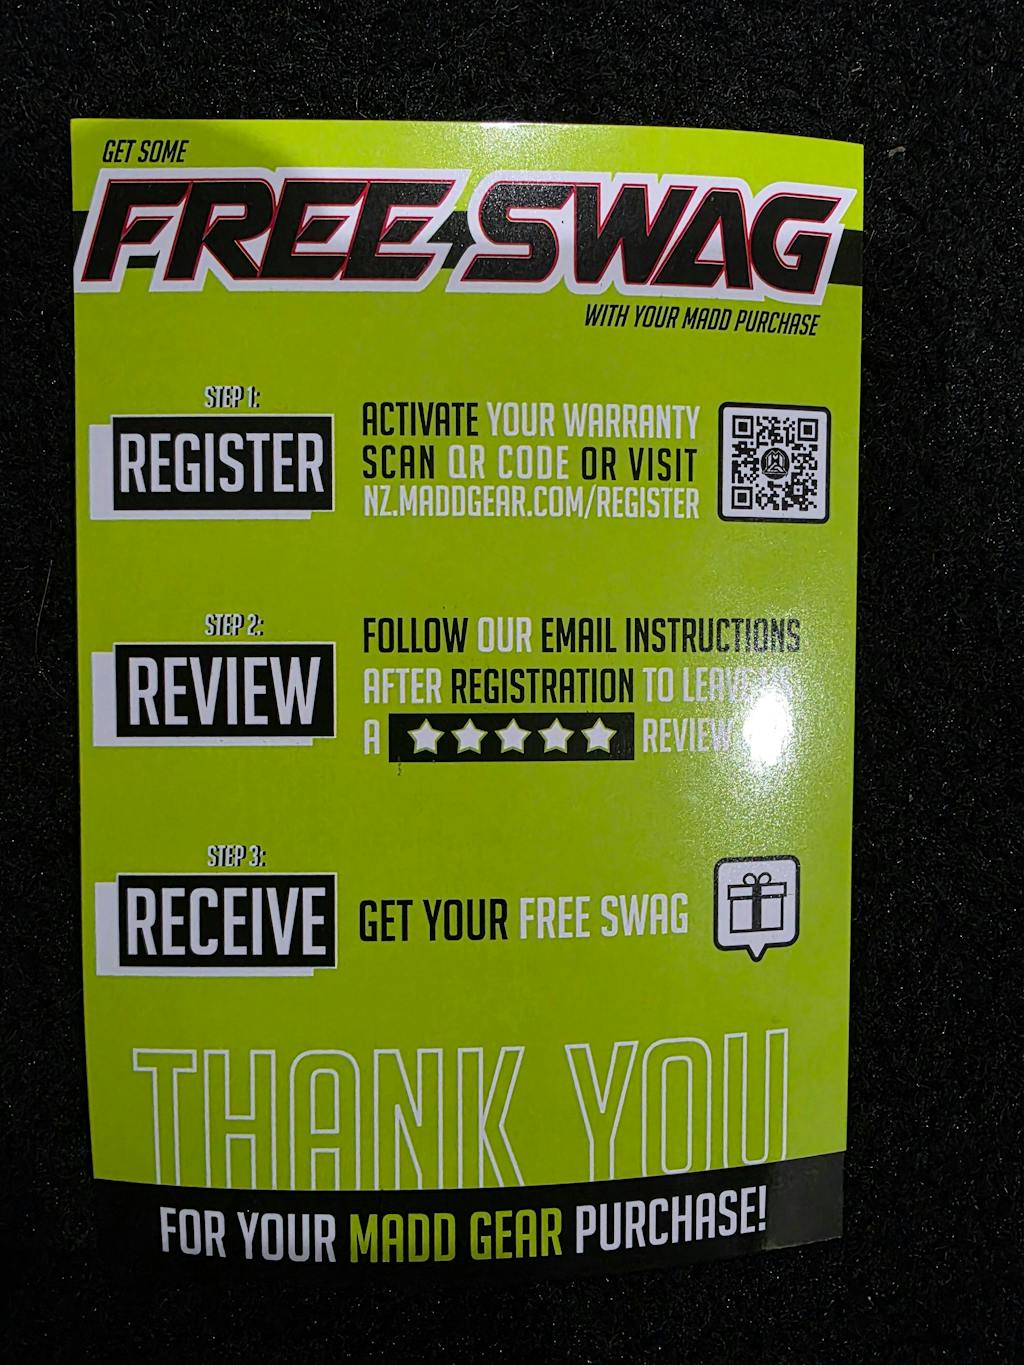 GET SOME
FREE SWAG
WITH YOUR MADD PURCHASE
STEP 1:
REGISTER
ACTIVATE YOUR WARRANTY
SCAN QR CODE OR VISIT
NZ.MADDGEAR.COM/REGISTER
STEP 2:
REVIEW
FOLLOW OUR EMAIL INSTRUCTIONS
AFTER REGISTRATION TO LEAVE
A ★★★★★ REVIEW
STEP 3:
RECEIVE
GET YOUR FREE SWAG
THANK YOU
FOR YOUR MADD GEAR PURCHASE!